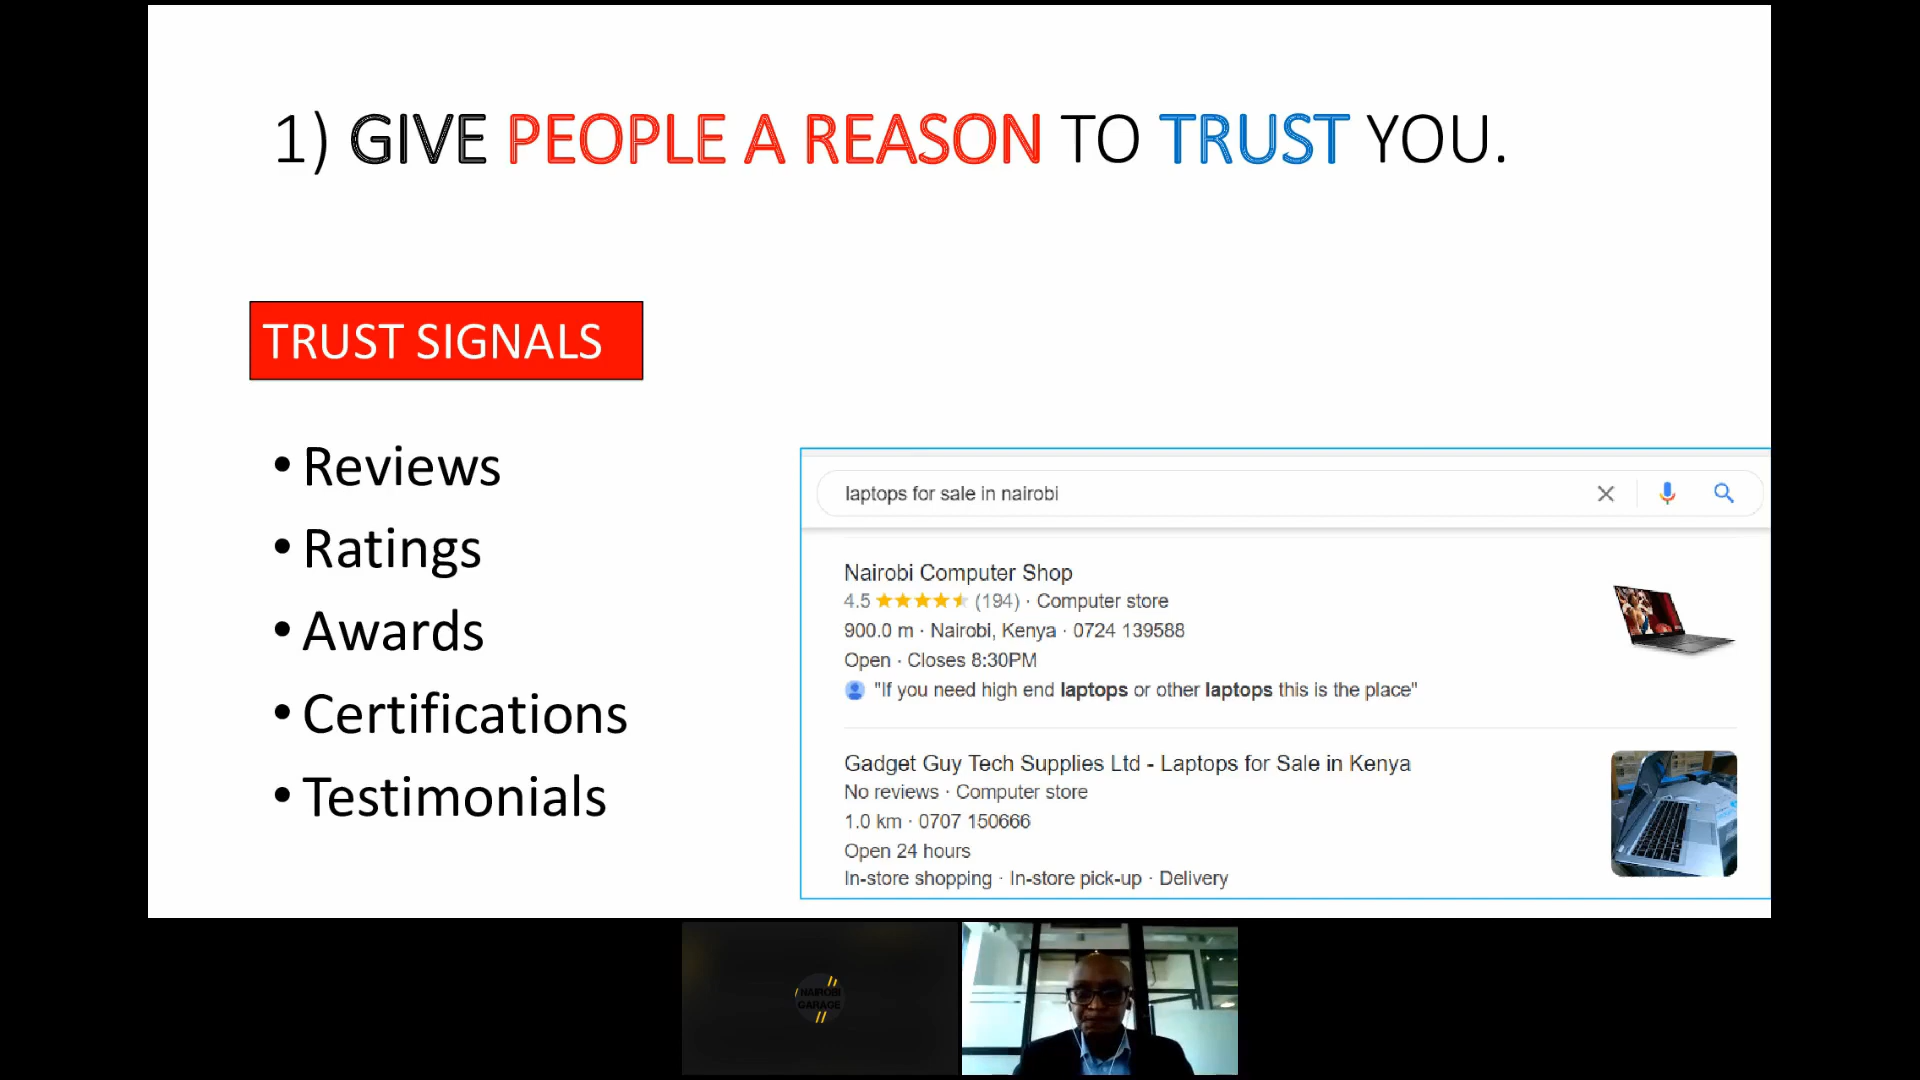 1) GIVE PEOPLE A REASON TO TRUST YOU.
TRUST SIGNALS
• Reviews
• Ratings
• Awards
• Certifications
• Testimonials
laptops for sale in nairobi
Nairobi Computer Shop
4.5 (194) · Computer store
900.0 m · Nairobi, Kenya · 0724 139588
Open · Closes 8:30PM
"If you need high end laptops or other laptops this is the place"
Gadget Guy Tech Supplies Ltd - Laptops for Sale in Kenya
No reviews · Computer store
1.0 km · 0707 150666
Open 24 hours
In-store shopping · In-store pick-up · Delivery
NAIROBI
GARAGE